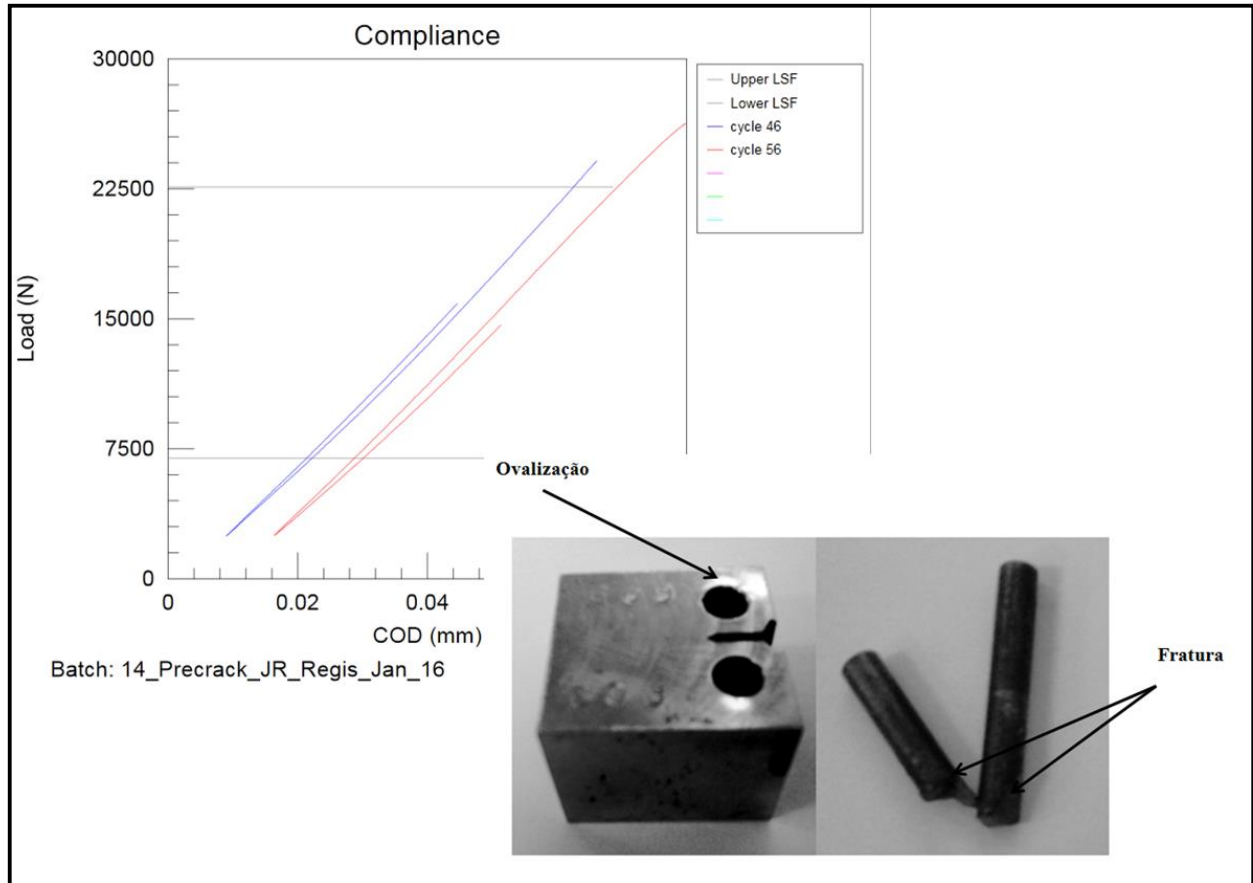 Compliance
30000
22500
15000
7500
0
Load (N)
0
0.02
0.04
COD (mm)
Upper LSF
Lower LSF
cycle 46
cycle 56
Batch: 14_Precrack_JR_Regis_Jan_16
Ovalização
Fratura